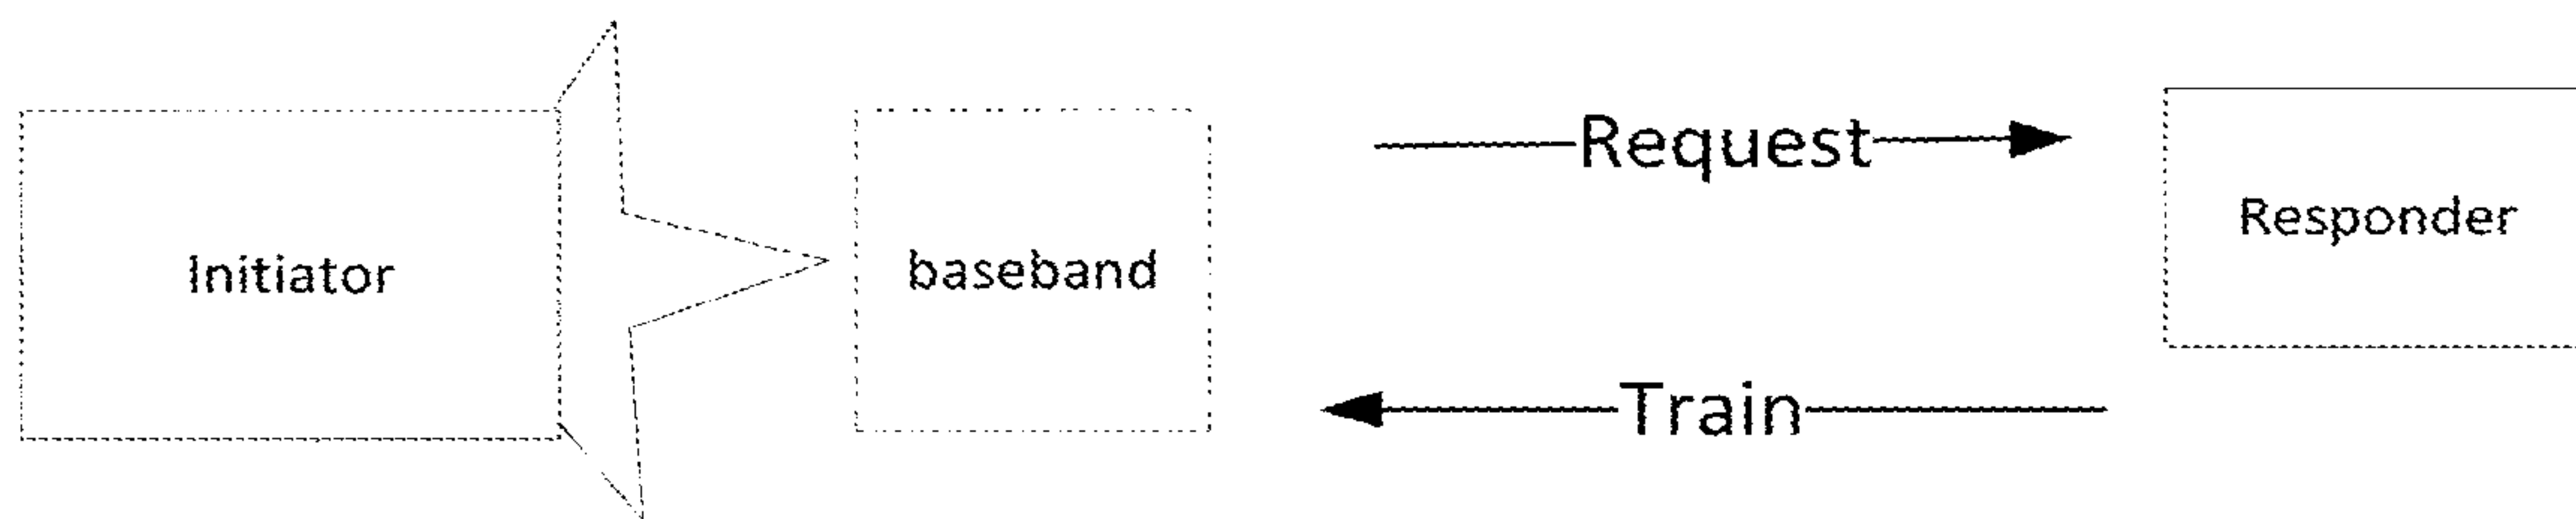 Initiator
baseband
Request
Train
Responder